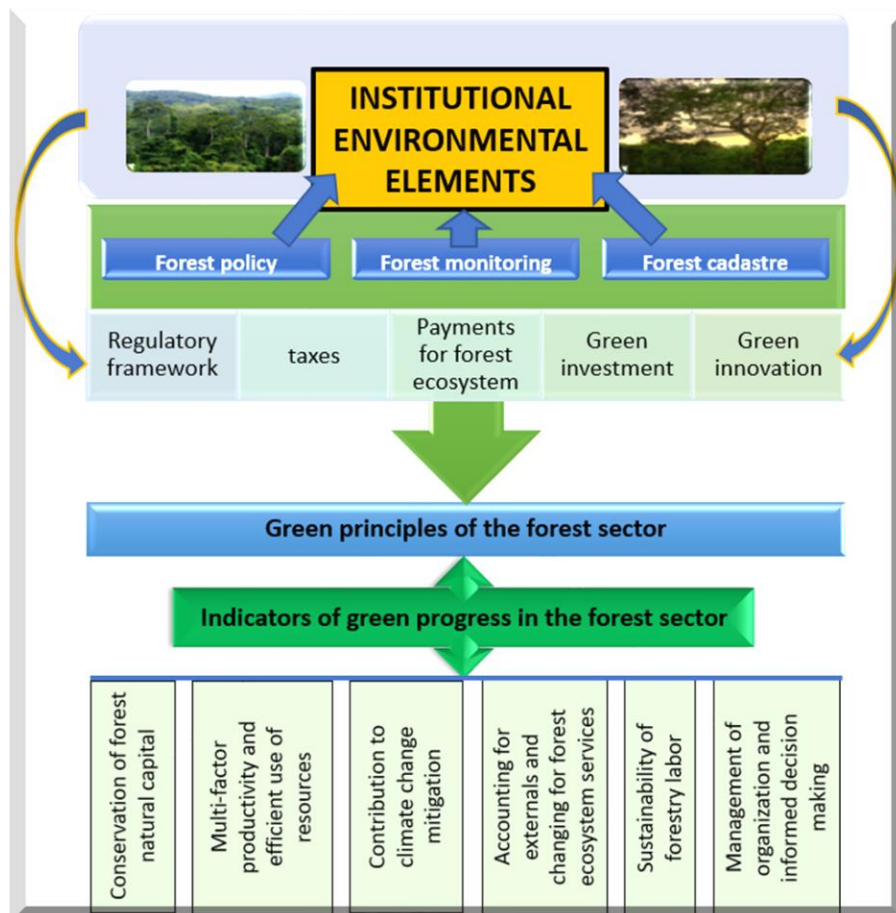 INSTITUTIONAL
ENVIRONMENTAL
ELEMENTS
Forest policy
Forest monitoring
Forest cadastre
Regulatory
framework
taxes
Payments
for forest
ecosystem
Green
investment
Green
innovation
Green principles of the forest sector
Indicators of green progress in the forest sector
Conservation of forest
natural capital
Multi-factor
productivity and
efficient use of
resources
Contribution to
climate change
mitigation
Accounting for
externals and
changing for forest
ecosystem services
Sustainability of
forestry labor
Management of
organization and
informed decision
making